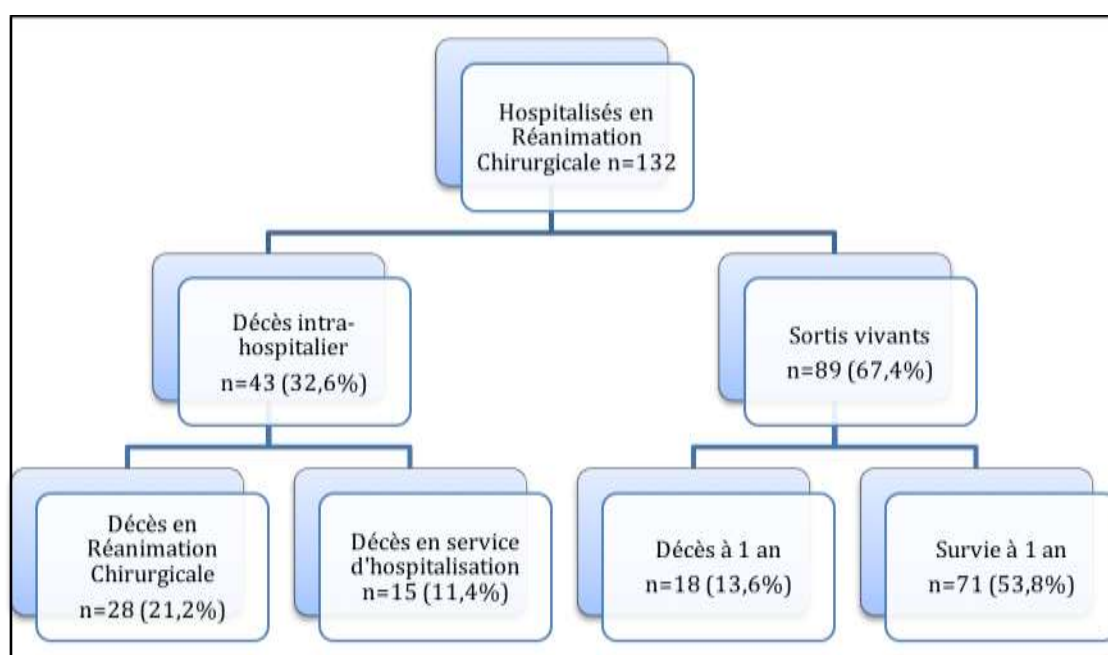 Hospitalisés en
Réanimation
Chirurgicale n=132
Décès intra-
hospitalier
n=43 (32,6%)
Sortis vivants
n=89 (67,4%)
Décès en
Réanimation
Chirurgicale
n=28 (21,2%)
Décès en service
d'hospitalisation
n=15 (11,4%)
Décès à 1 an
n=18 (13,6%)
Survie à 1 an
n=71 (53,8%)